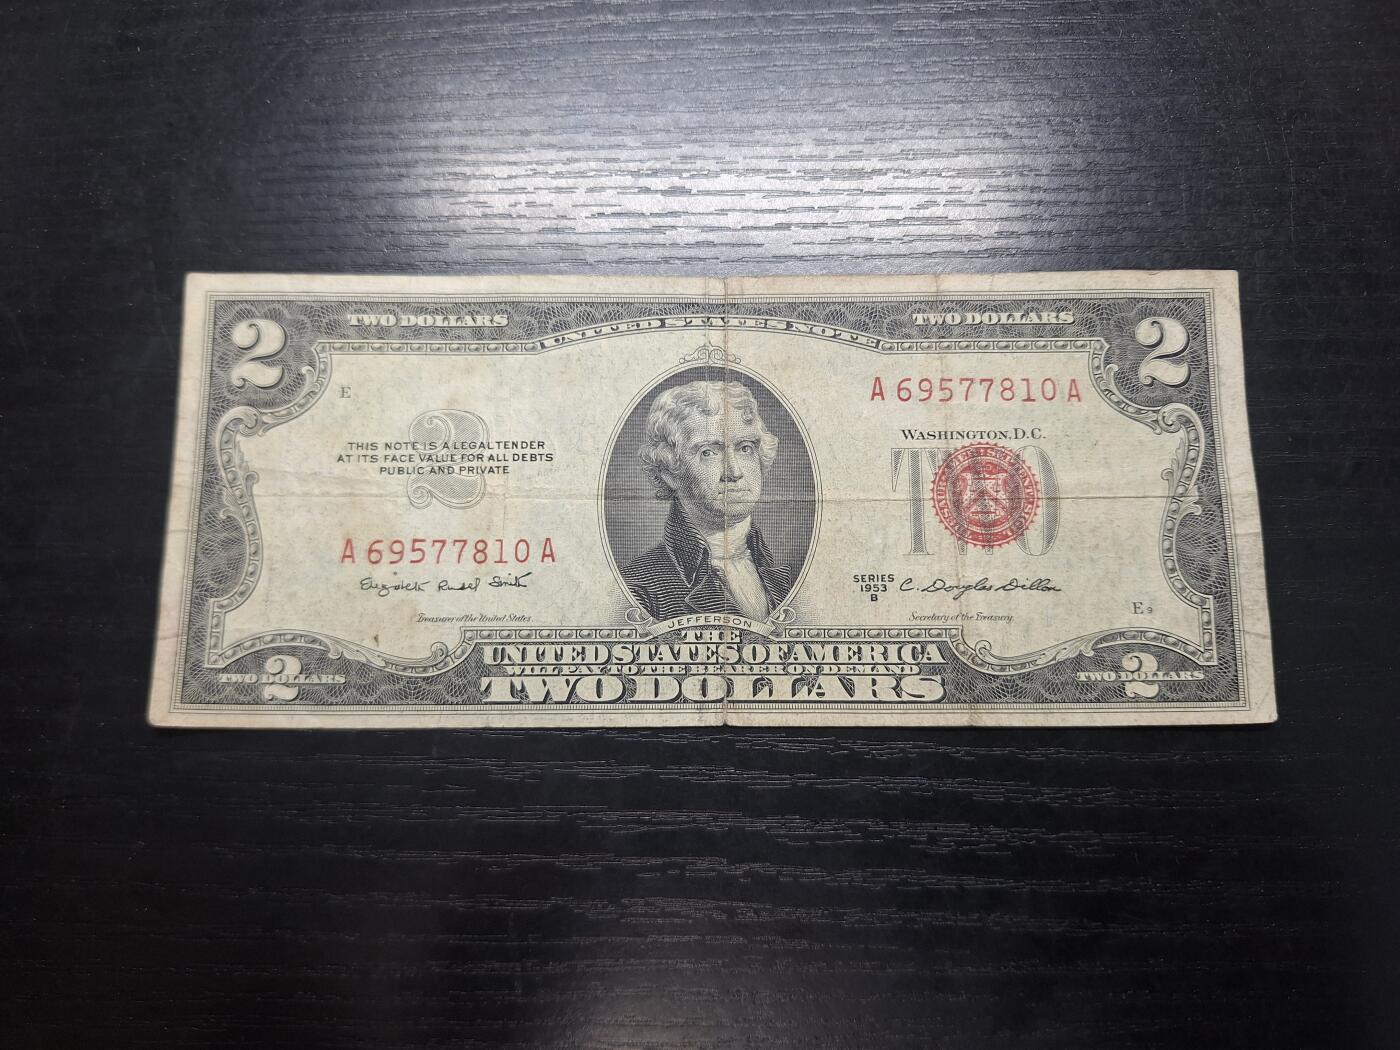 TWO DOLLARS
UNITED STATES NOTE
TWO DOLLARS
2
2
E
A 69577810 A
2
THIS NOTE IS A LEGAL TENDER
AT ITS FACE VALUE FOR ALL DEBTS
PUBLIC AND PRIVATE
WASHINGTON, D.C.
TWO
A 69577810 A
Elizabeth Rudel Smith
Treasurer of the United States.
SERIES
1953
B
C. Douglas Dillon
Secretary of the Treasury.
E 9
JEFFERSON
THE
UNITED STATES OF AMERICA
WILL PAY TO THE BEARER ON DEMAND
TWO DOLLARS
2
TWO DOLLARS
2
TWO DOLLARS